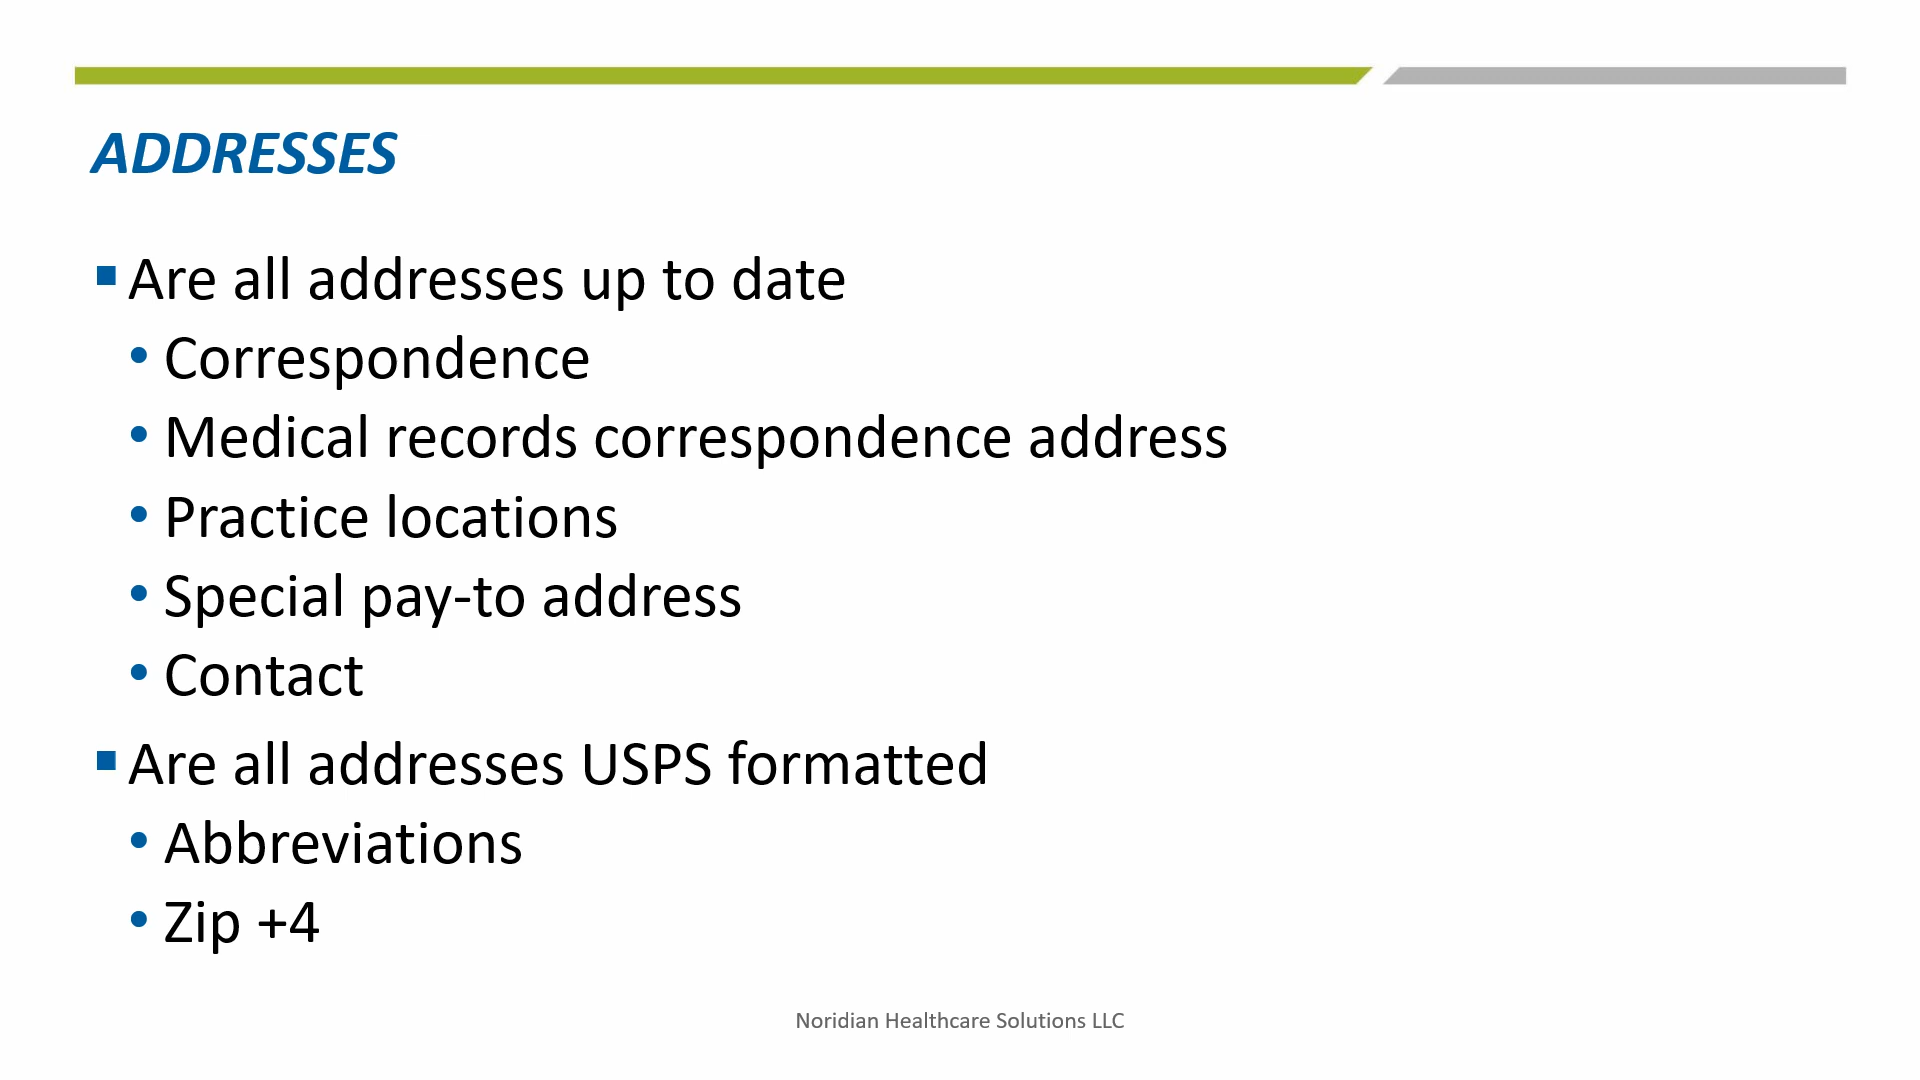 ADDRESSES
▪ Are all addresses up to date
• Correspondence
• Medical records correspondence address
• Practice locations
• Special pay-to address
• Contact
▪ Are all addresses USPS formatted
• Abbreviations
• Zip +4
Noridian Healthcare Solutions LLC